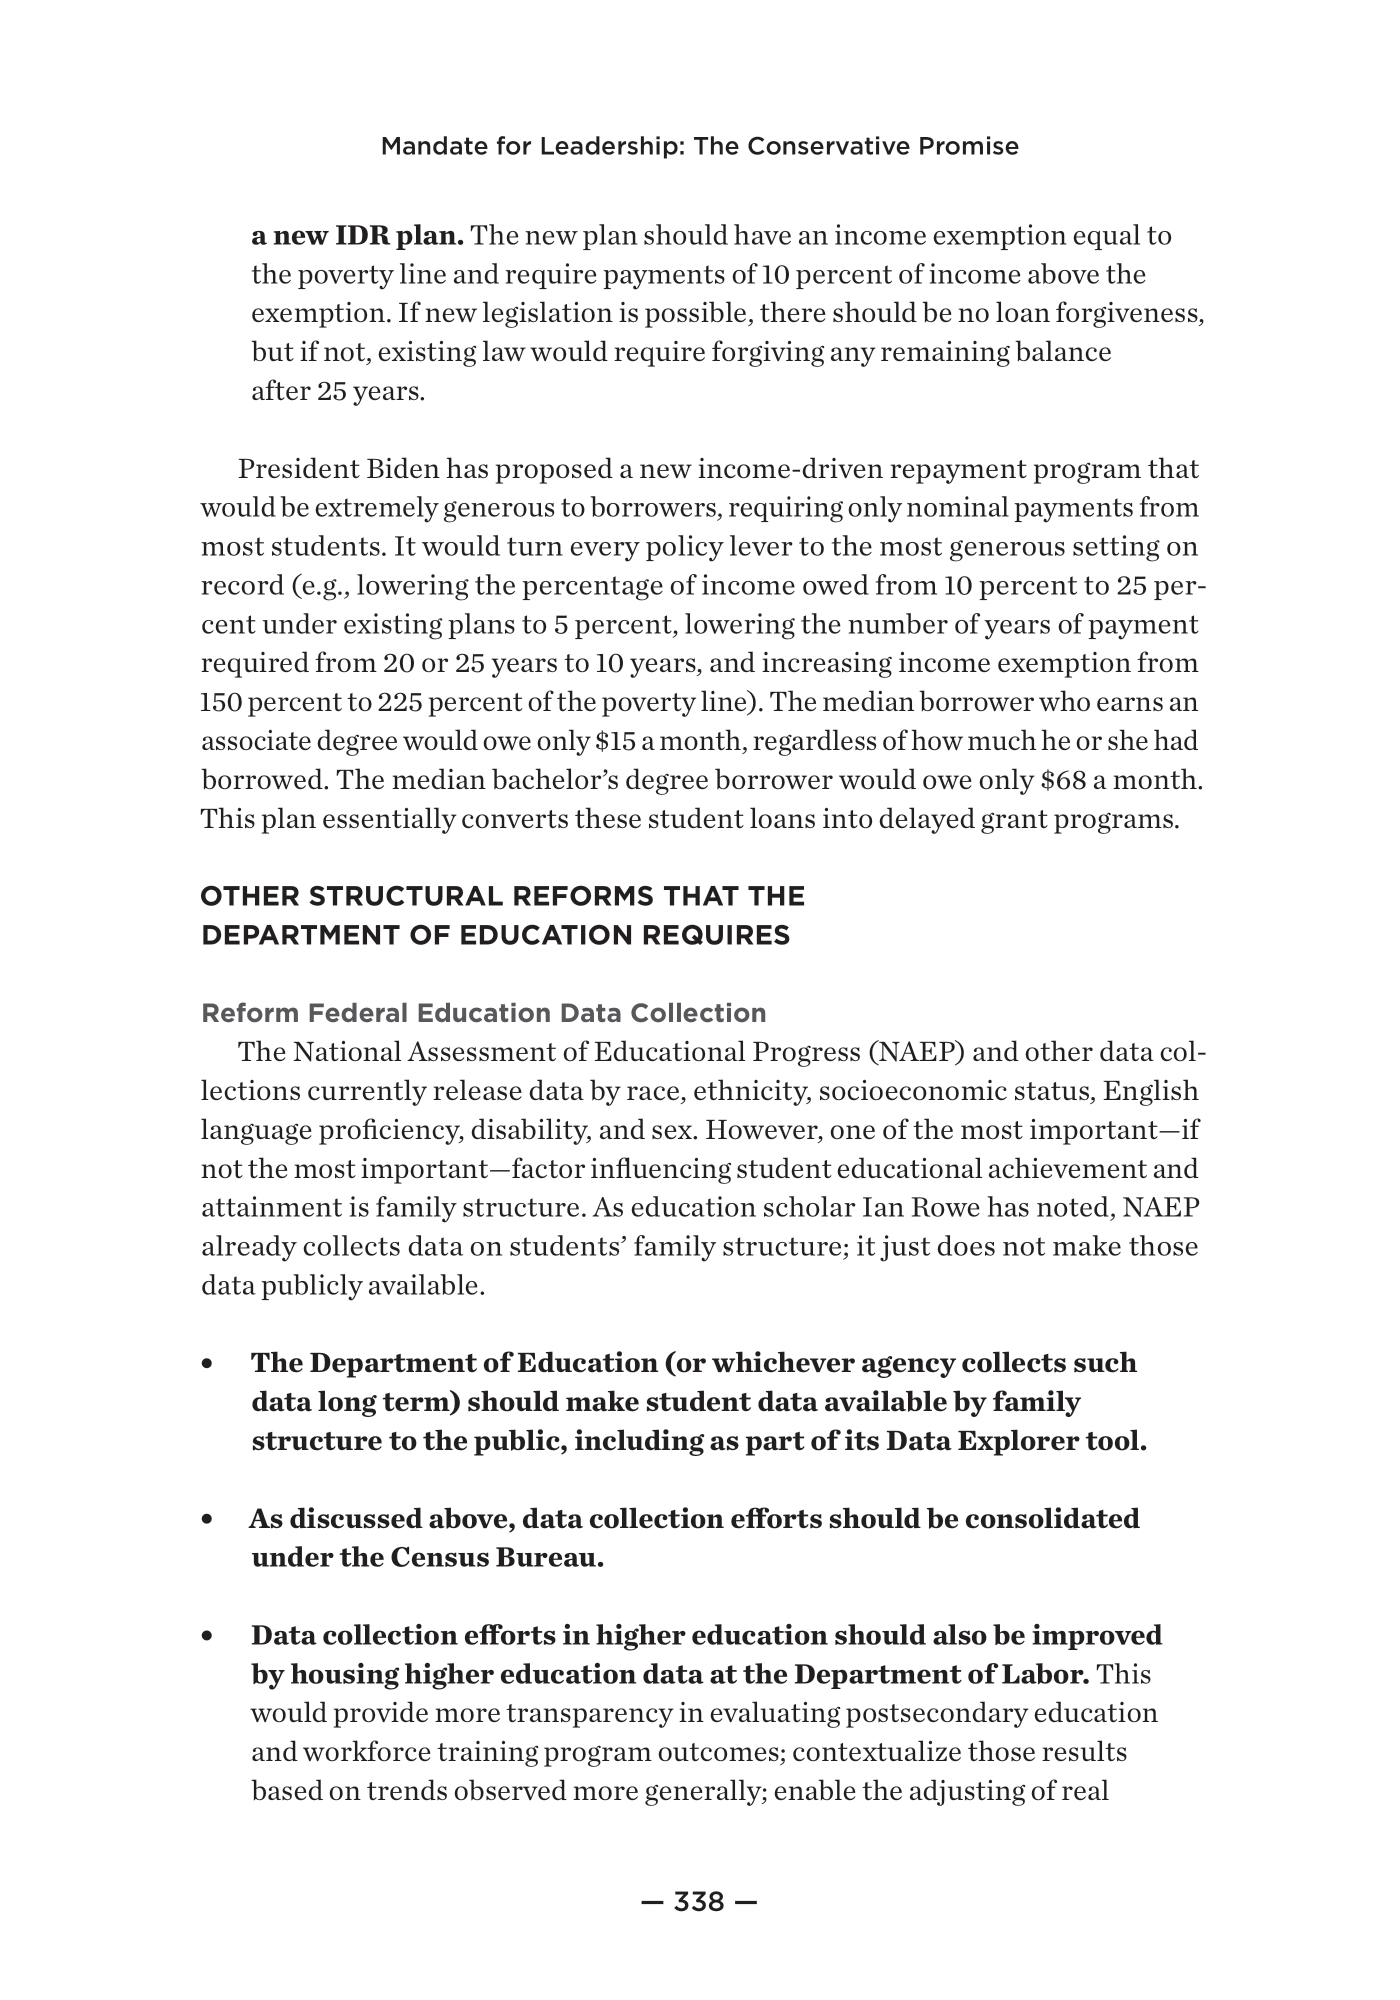 Mandate for Leadership: The Conservative Promise
a new IDR plan. The new plan should have an income exemption equal to
the poverty line and require payments of 10 percent of income above the
exemption. If new legislation is possible, there should be no loan forgiveness,
but if not, existing law would require forgiving any remaining balance
after 25 years.
President Biden has proposed a new income-driven repayment program that
would be extremely generous to borrowers, requiring only nominal payments from
most students. It would turn every policy lever to the most generous setting on
record (e.g., lowering the percentage of income owed from 10 percent to 25 per-
cent under existing plans to 5 percent, lowering the number of years of payment
required from 20 or 25 years to 10 years, and increasing income exemption from
150 percent to 225 percent of the poverty line). The median borrower who earns an
associate degree would owe only $15 a month, regardless of how much he or she had
borrowed. The median bachelor’s degree borrower would owe only $68 a month.
This plan essentially converts these student loans into delayed grant programs.
OTHER STRUCTURAL REFORMS THAT THE
DEPARTMENT OF EDUCATION REQUIRES
Reform Federal Education Data Collection
The National Assessment of Educational Progress (NAEP) and other data col-
lections currently release data by race, ethnicity, socioeconomic status, English
language proficiency, disability, and sex. However, one of the most important—if
not the most important—factor influencing student educational achievement and
attainment is family structure. As education scholar Ian Rowe has noted, NAEP
already collects data on students’ family structure; it just does not make those
data publicly available.
• The Department of Education (or whichever agency collects such
data long term) should make student data available by family
structure to the public, including as part of its Data Explorer tool.
• As discussed above, data collection efforts should be consolidated
under the Census Bureau.
• Data collection efforts in higher education should also be improved
by housing higher education data at the Department of Labor. This
would provide more transparency in evaluating postsecondary education
and workforce training program outcomes; contextualize those results
based on trends observed more generally; enable the adjusting of real
— 338 —